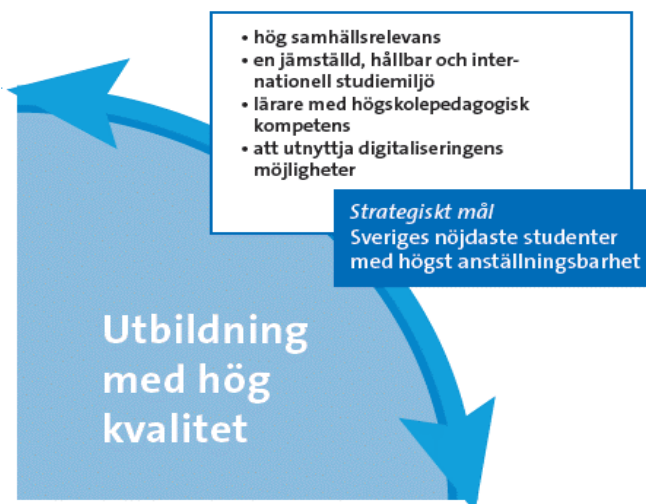 • hög samhällsrelevans
• en jämställd, hållbar och inter-
nationell studiemiljö
• lärare med högskolepedagogisk
kompetens
• att utnyttja digitaliseringens
möjligheter
Strategiskt mål
Sveriges nöjdaste studenter
med högst anställningsbarhet
Utbildning
med hög
kvalitet